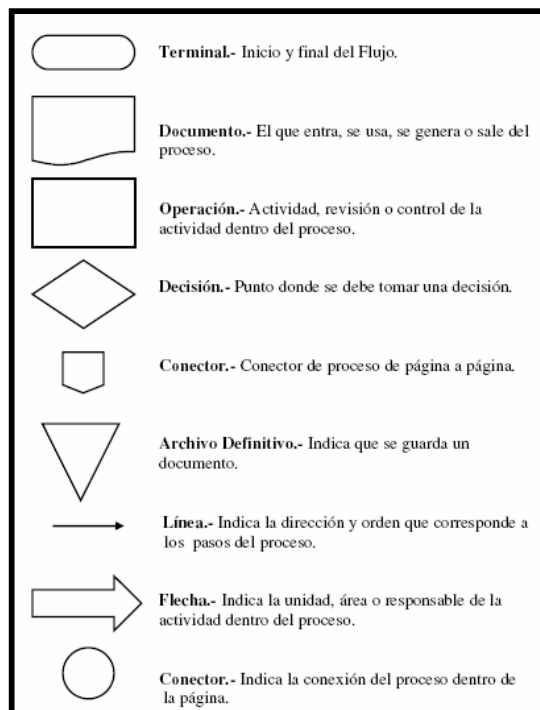 Terminal.- Inicio y final del Flujo.
Documento.- El que entra, se usa, se genera o sale del
proceso.
Operación.- Actividad, revisión o control de la
actividad dentro del proceso.
Decisión.- Punto donde se debe tomar una decisión.
Conector.- Conector de proceso de página a página.
Archivo Definitivo.- Indica que se guarda un
documento.
Línea.- Indica la dirección y orden que corresponde a
los pasos del proceso.
Flecha.- Indica la unidad, área o responsable de la
actividad dentro del proceso.
Conector.- Indica la conexión del proceso dentro de
la página.